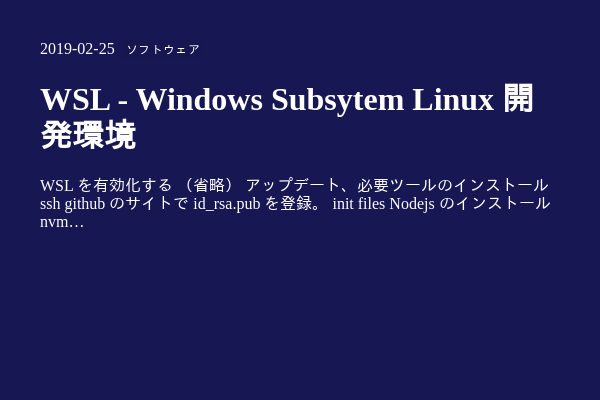 2019-02-25 ソフトウェア
WSL - Windows Subsytem Linux 開
発環境
WSL を有効化する （省略） アップデート、必要ツールのインストール
ssh github のサイトで id_rsa.pub を登録。 init files Nodejs のインストール
nvm…